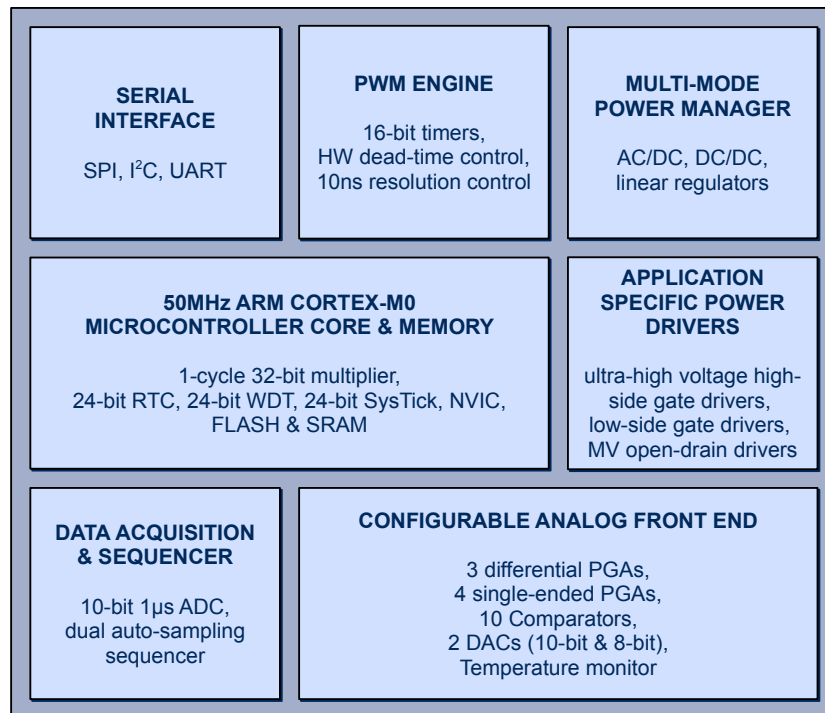 SERIAL
INTERFACE
SPI, I²C, UART
PWM ENGINE
16-bit timers,
HW dead-time control,
10ns resolution control
MULTI-MODE
POWER MANAGER
AC/DC, DC/DC,
linear regulators
50MHz ARM CORTEX-M0
MICROCONTROLLER CORE & MEMORY
1-cycle 32-bit multiplier,
24-bit RTC, 24-bit WDT, 24-bit SysTick, NVIC,
FLASH & SRAM
APPLICATION
SPECIFIC POWER
DRIVERS
ultra-high voltage high-
side gate drivers,
low-side gate drivers,
MV open-drain drivers
DATA ACQUISITION
& SEQUENCER
10-bit 1µs ADC,
dual auto-sampling
sequencer
CONFIGURABLE ANALOG FRONT END
3 differential PGAs,
4 single-ended PGAs,
10 Comparators,
2 DACs (10-bit & 8-bit),
Temperature monitor